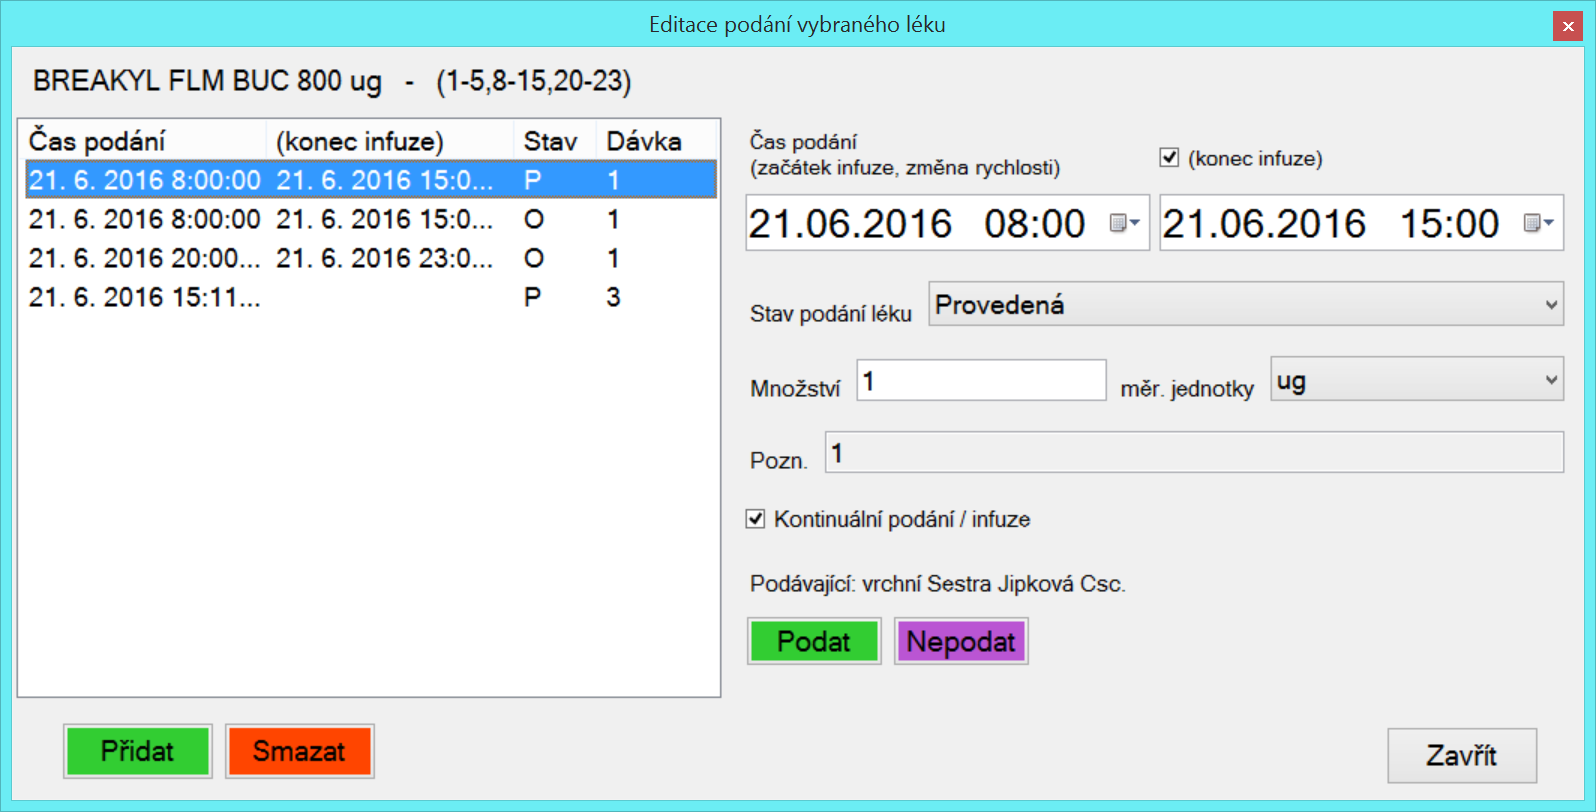 Editace podání vybraného léku
BREAKYL FLM BUC 800 ug - (1-5,8-15,20-23)
Čas podání (konec infuze) Stav Dávka
21. 6. 2016 8:00:00 21. 6. 2016 15:0... P 1
21. 6. 2016 8:00:00 21. 6. 2016 15:0... O 1
21. 6. 2016 20:00... 21. 6. 2016 23:0... O 1
21. 6. 2016 15:11... P 3
Přidat Smazat
Čas podání
(začátek infuze, změna rychlosti) (konec infuze)
21.06.2016 08:00 21.06.2016 15:00
Stav podání léku Provedená
Množství 1 měr. jednotky ug
Pozn. 1
Kontinuální podání / infuze
Podávající: vrchní Sestra Jipková Csc.
Podat Nepodat
Zavřít